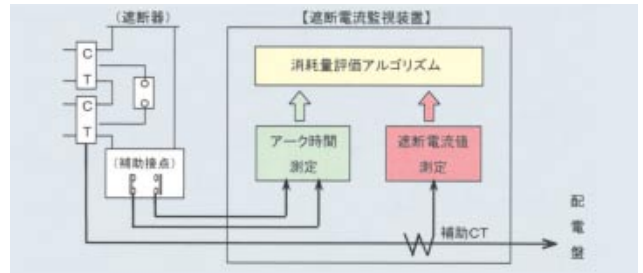 (遮断器)
【遮断電流監視装置】
C
T
C
T
消耗量評価アルゴリズム
アーク時間
測定
遮断電流値
測定
(補助接点)
補助CT
配
電
盤